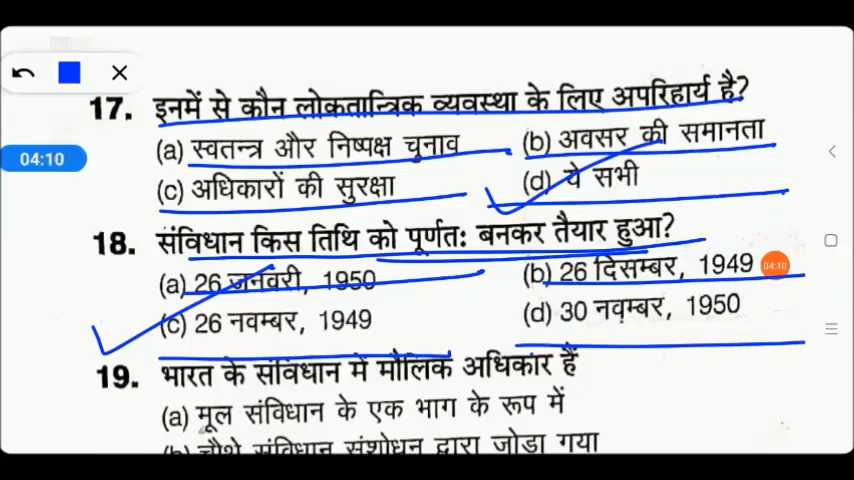 17. इनमें से कौन लोकतान्त्रिक व्यवस्था के लिए अपरिहार्य है?
(a) स्वतन्त्र और निष्पक्ष चुनाव (b) अवसर की समानता
04:10
(c) अधिकारों की सुरक्षा (d) ये सभी
18. संविधान किस तिथि को पूर्णतः बनकर तैयार हुआ?
(a) 26 जनवरी, 1950 (b) 26 दिसम्बर, 1949 04:10
(c) 26 नवम्बर, 1949 (d) 30 नवम्बर, 1950
19. भारत के संविधान में मौलिक अधिकार हैं
(a) मूल संविधान के एक भाग के रूप में
(b) चौथे संविधान संशोधन द्वारा जोड़ा गया